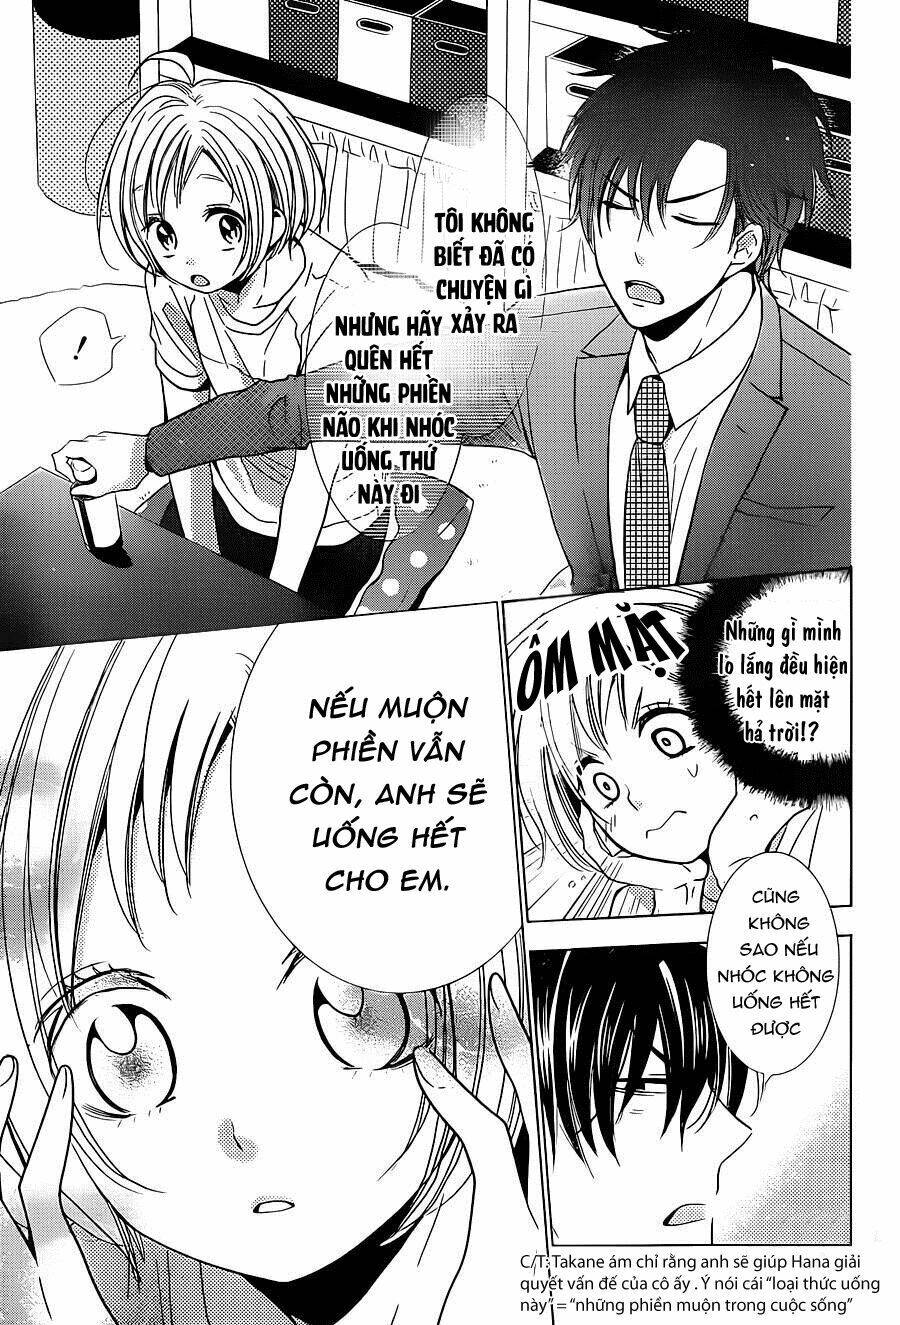 TÔI KHÔNG
BIẾT ĐÃ CÓ
CHUYỆN GÌ
XẢY RA
NHƯNG HÃY
QUÊN HẾT
NHỮNG PHIỀN
NÃO KHI NHÓC
UỐNG THỨ
NÀY ĐI
!
Những gì mình
lò lắng đều hiện
hết lên mặt
hả trời!?
ÔM MẶT
CŨNG
KHÔNG
SAO NẾU
NHÓC KHÔNG
UỐNG HẾT
ĐƯỢC
NẾU MUỘN
PHIỀN VẪN
CÒN, ANH SẼ
UỐNG HẾT
CHO EM.
C/T: Takane ám chỉ rằng anh sẽ giúp Hana giải
quyết vấn đế của cô ấy . Ý nói cái “loại thức uống
này” = “những phiền muộn trong cuộc sống”